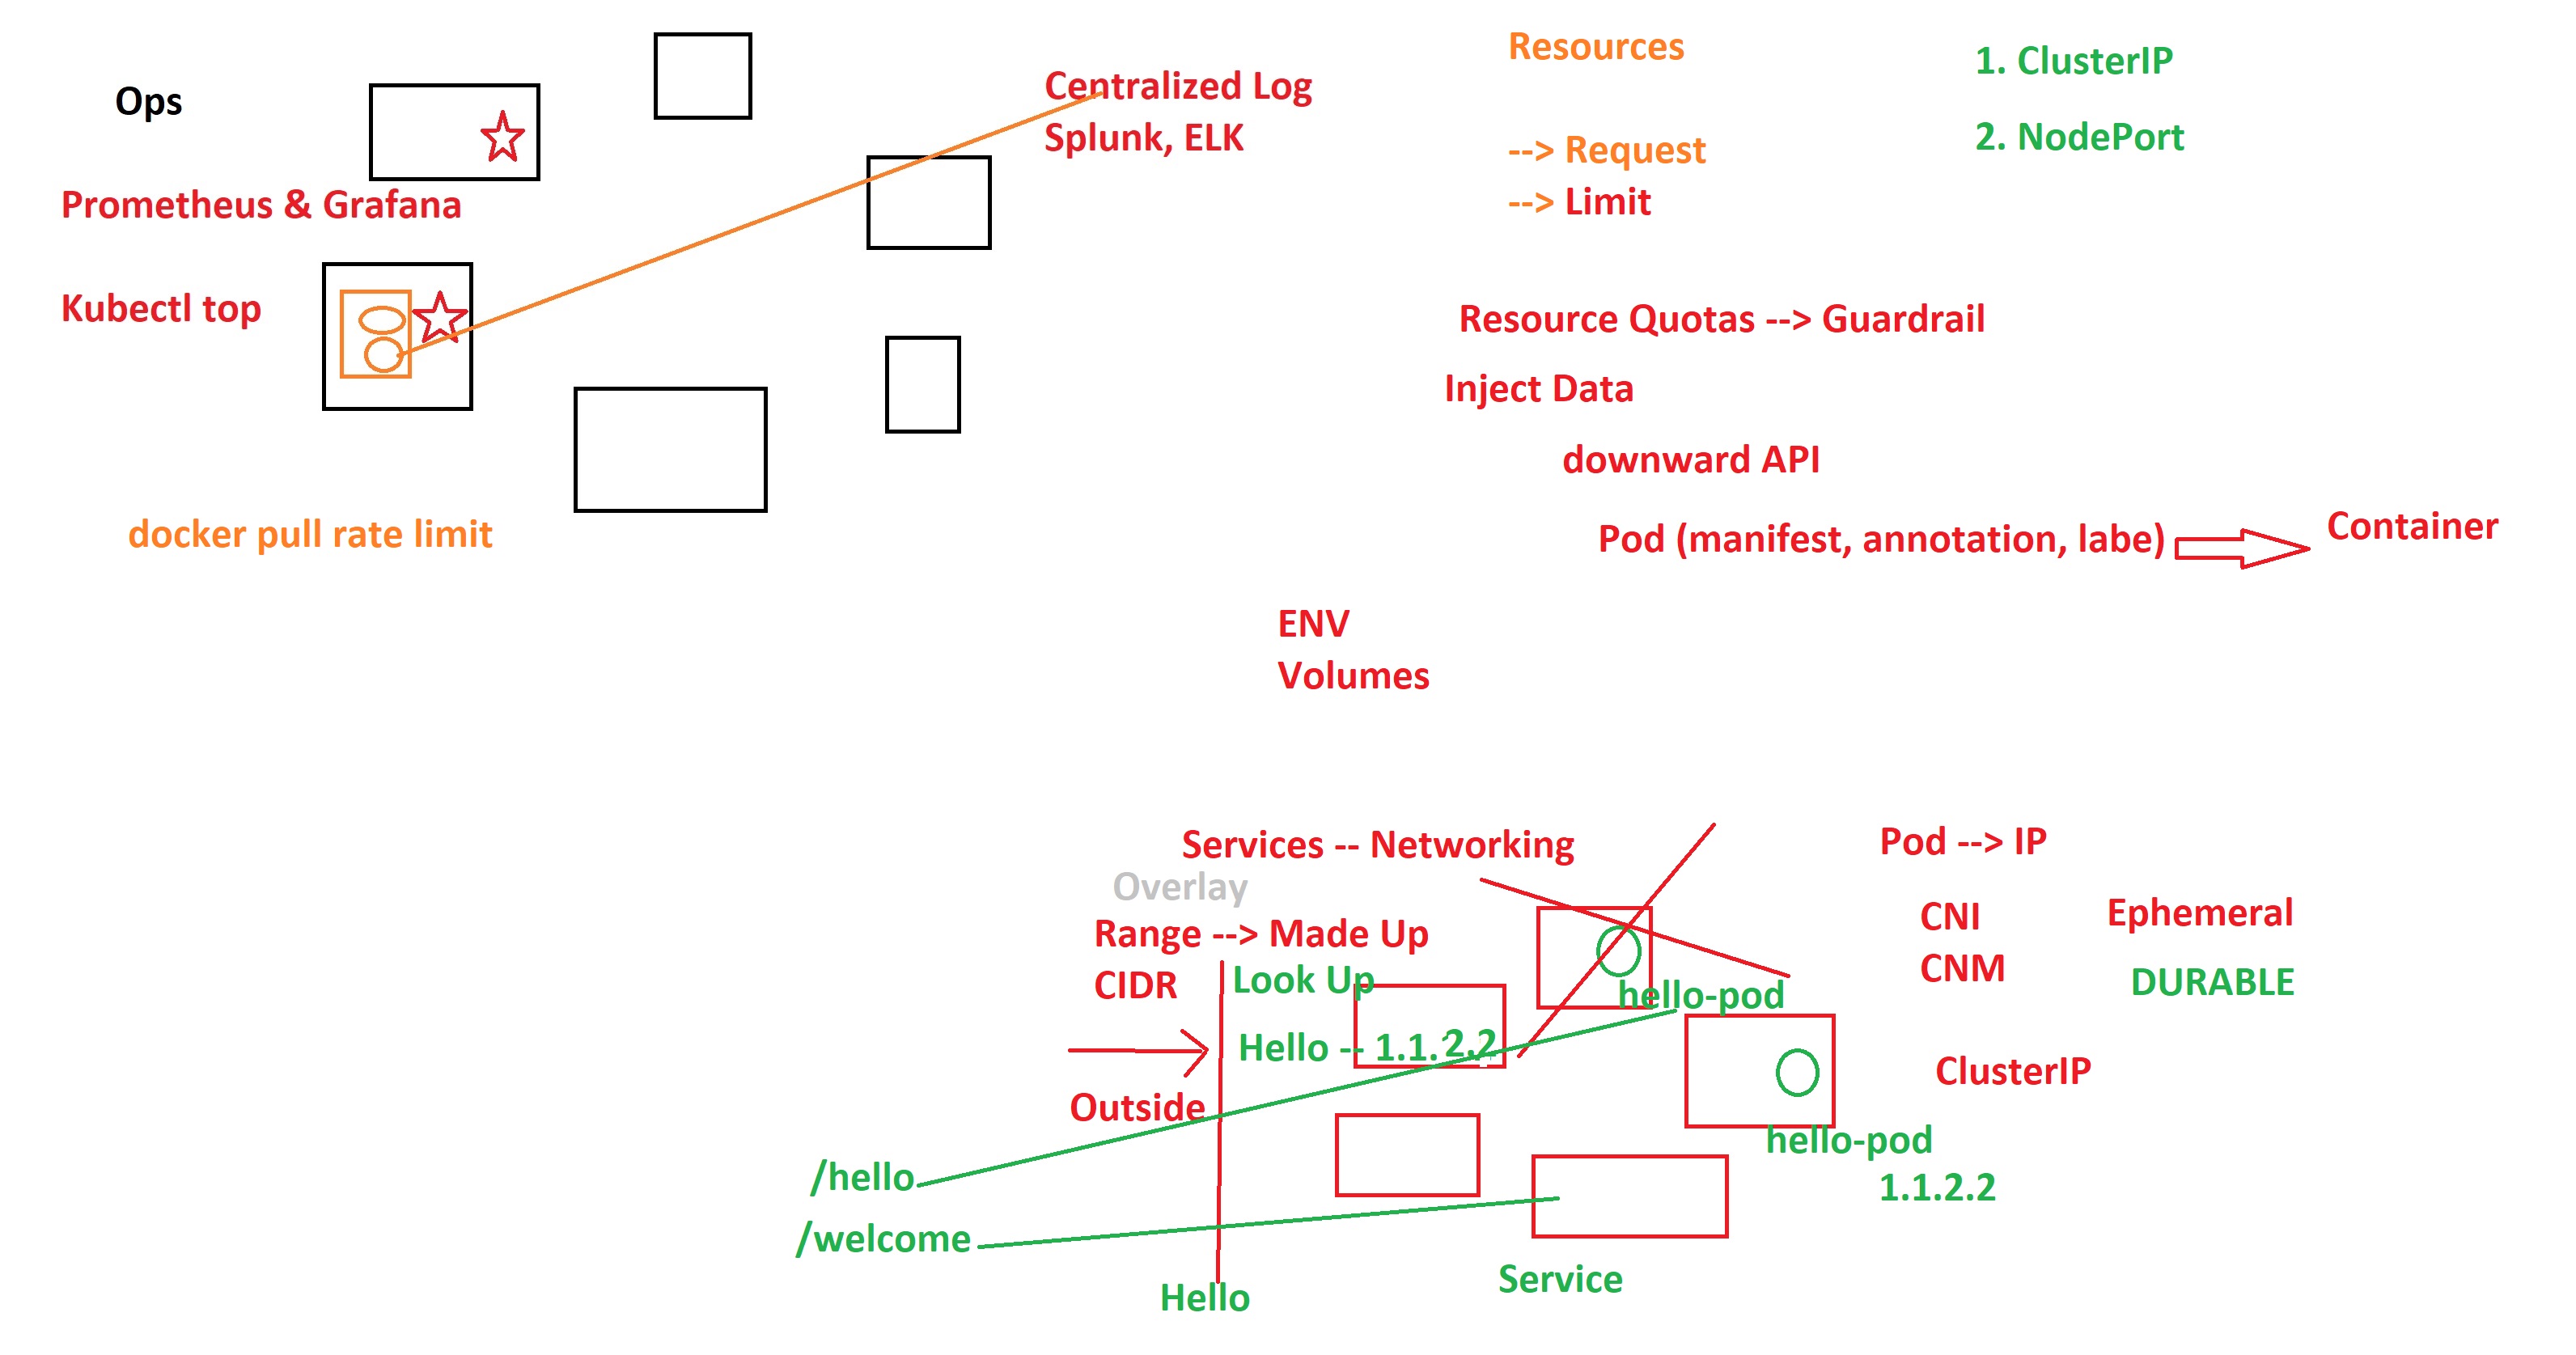 Ops
Prometheus & Grafana
Kubectl top
docker pull rate limit
Centralized Log
Splunk, ELK
Resources
--> Request
--> Limit
1. ClusterIP
2. NodePort
Resource Quotas --> Guardrail
Inject Data
downward API
Pod (manifest, annotation, labe)
Container
ENV
Volumes
Services -- Networking
Overlay
Range --> Made Up
CIDR
Look Up
Hello -- 1.1.2.2
Outside
/hello
/welcome
Hello
hello-pod
hello-pod
1.1.2.2
Service
Pod --> IP
CNI
CNM
Ephemeral
DURABLE
ClusterIP